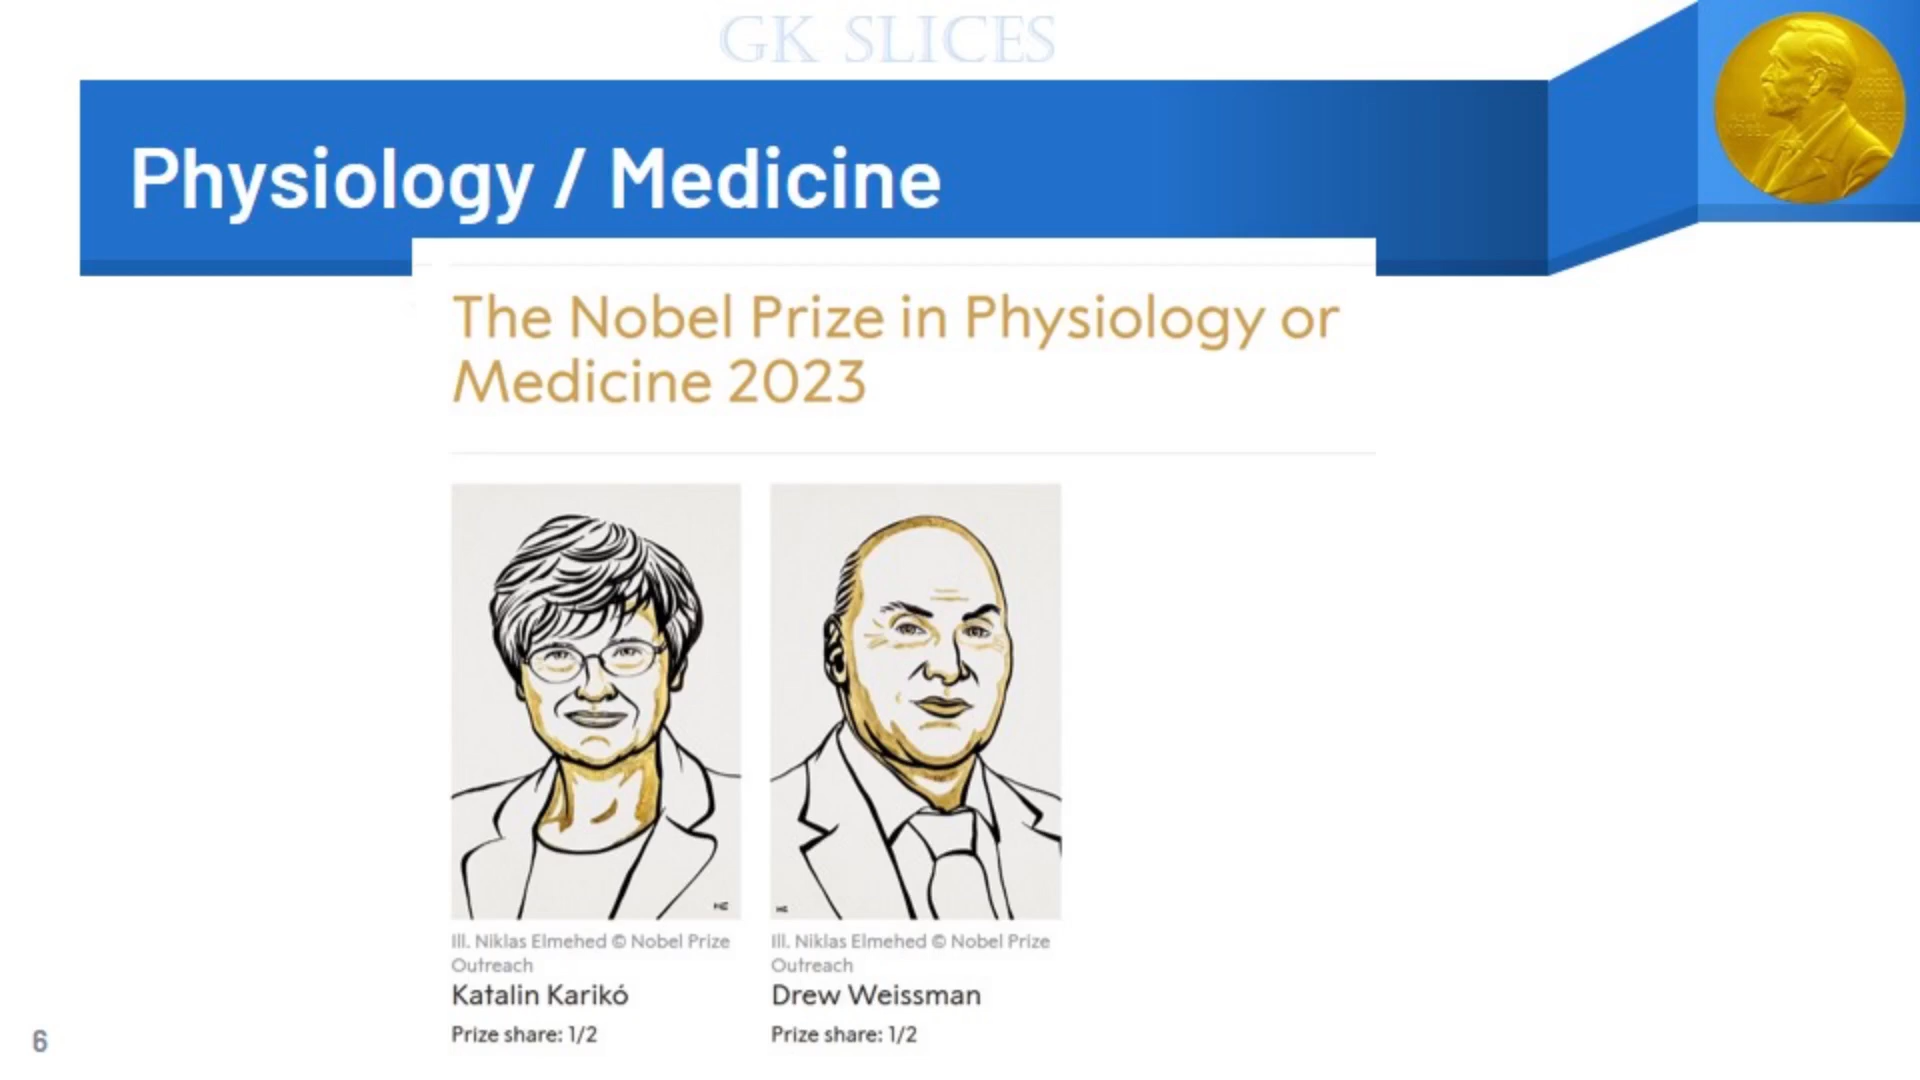 GK SLICES
Physiology / Medicine
The Nobel Prize in Physiology or
Medicine 2023
Ill. Niklas Elmehed © Nobel Prize
Outreach
Katalin Karikó
Prize share: 1/2
Ill. Niklas Elmehed © Nobel Prize
Outreach
Drew Weissman
Prize share: 1/2
6